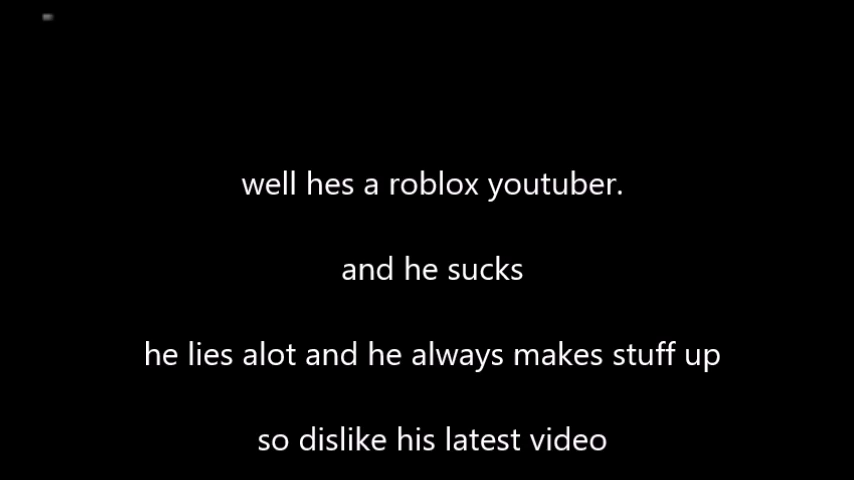 well hes a roblox youtuber.
and he sucks
he lies alot and he always makes stuff up
so dislike his latest video